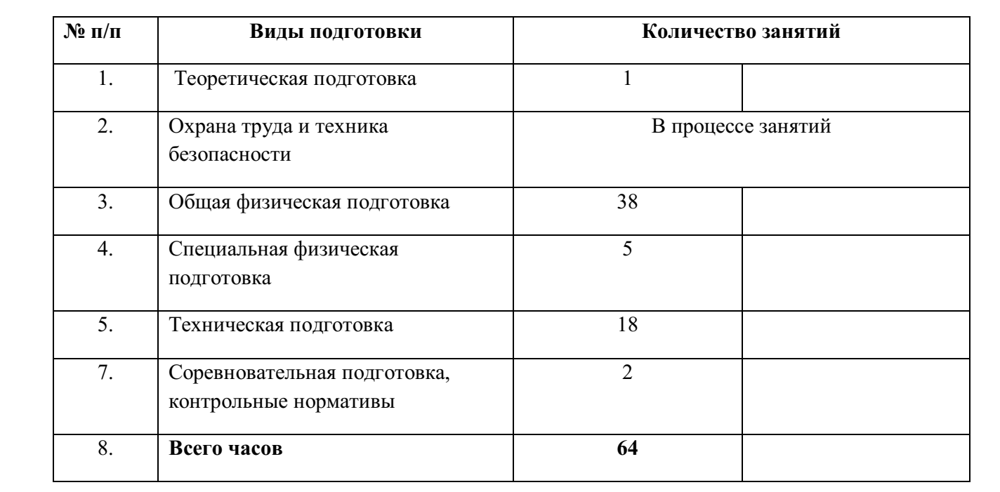 № п/п Виды подготовки Количество занятий
1. Теоретическая подготовка 1
2. Охрана труда и техника В процессе занятий
безопасности
3. Общая физическая подготовка 38
4. Специальная физическая 5
подготовка
5. Техническая подготовка 18
7. Соревновательная подготовка, 2
контрольные нормативы
8. Всего часов 64